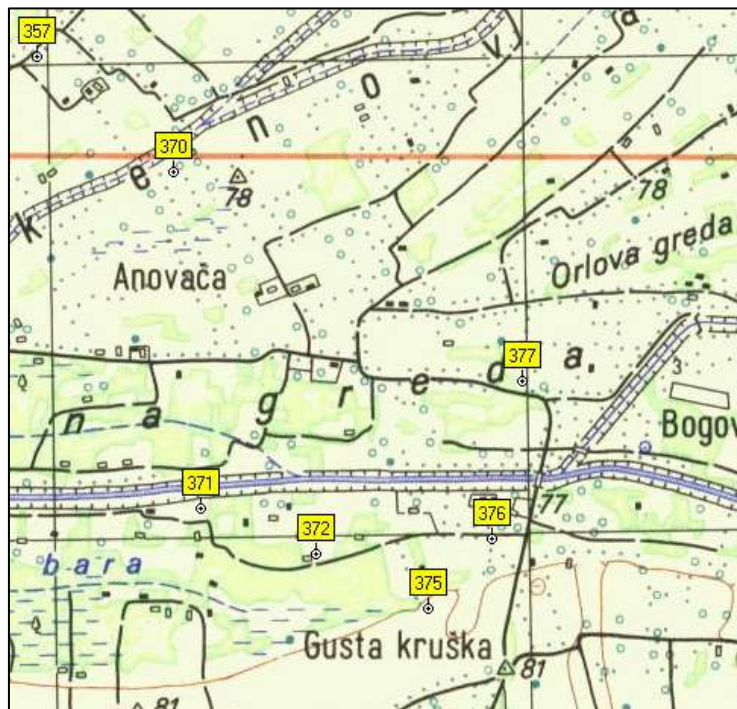 357
370
K e n o v
a
78
78
Anovača
Orlova greda
377
3
n a g r e d a
Bogov
371
372
376
77
bara
375
Gusta kruška
81
81